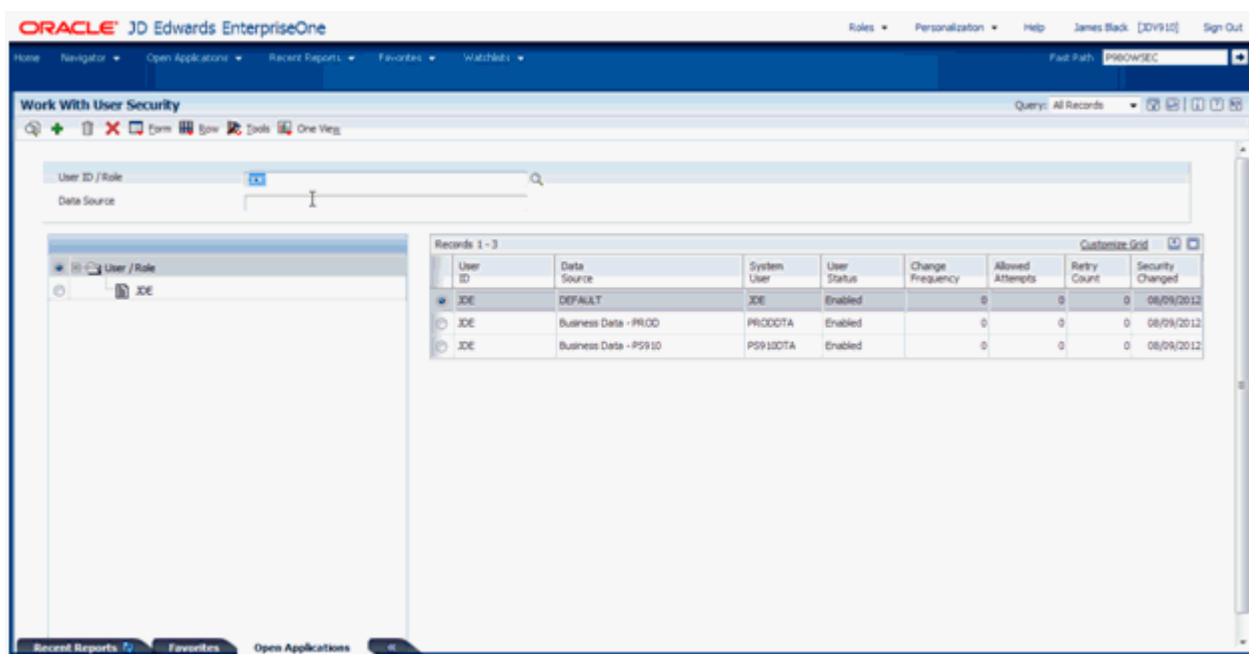 ORACLE' JD Edwards EnterpriseOne
Roles Personalization Help James Black [JDV910] Sign Out
Home Navigator Open Applications Recent Reports Favorites Watchlists Fast Path P98OWSEC
Work With User Security Query: All Records
Form Row Tools One View
User ID / Role
Data Source
User / Role
JDE
Records 1 - 3 Customize Grid
User ID Data Source System User User Status Change Frequency Allowed Attempts Retry Count Security Changed
JDE DEFAULT JDE Enabled 0 0 0 08/09/2012
JDE Business Data - PROD PRODDTA Enabled 0 0 0 08/09/2012
JDE Business Data - PS910 PS910DTA Enabled 0 0 0 08/09/2012
Recent Reports Favorites Open Applications «